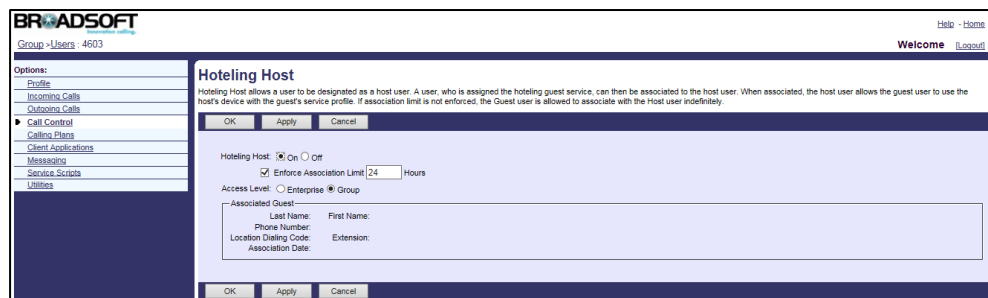 BROADSOFT
innovation calling.
Help - Home
Group >Users : 4603
Welcome [Logout]
Options:
Profile
Incoming Calls
Outgoing Calls
Call Control
Calling Plans
Client Applications
Messaging
Service Scripts
Utilities
Hoteling Host
Hoteling Host allows a user to be designated as a host user. A user, who is assigned the hoteling guest service, can then be associated to the host user. When associated, the host user allows the guest user to use the
host's device with the guest's service profile. If association limit is not enforced, the Guest user is allowed to associate with the Host user indefinitely.
OK Apply Cancel
Hoteling Host: On Off
Enforce Association Limit 24 Hours
Access Level: Enterprise Group
Associated Guest
Last Name: First Name:
Phone Number:
Location Dialing Code: Extension:
Association Date:
OK Apply Cancel